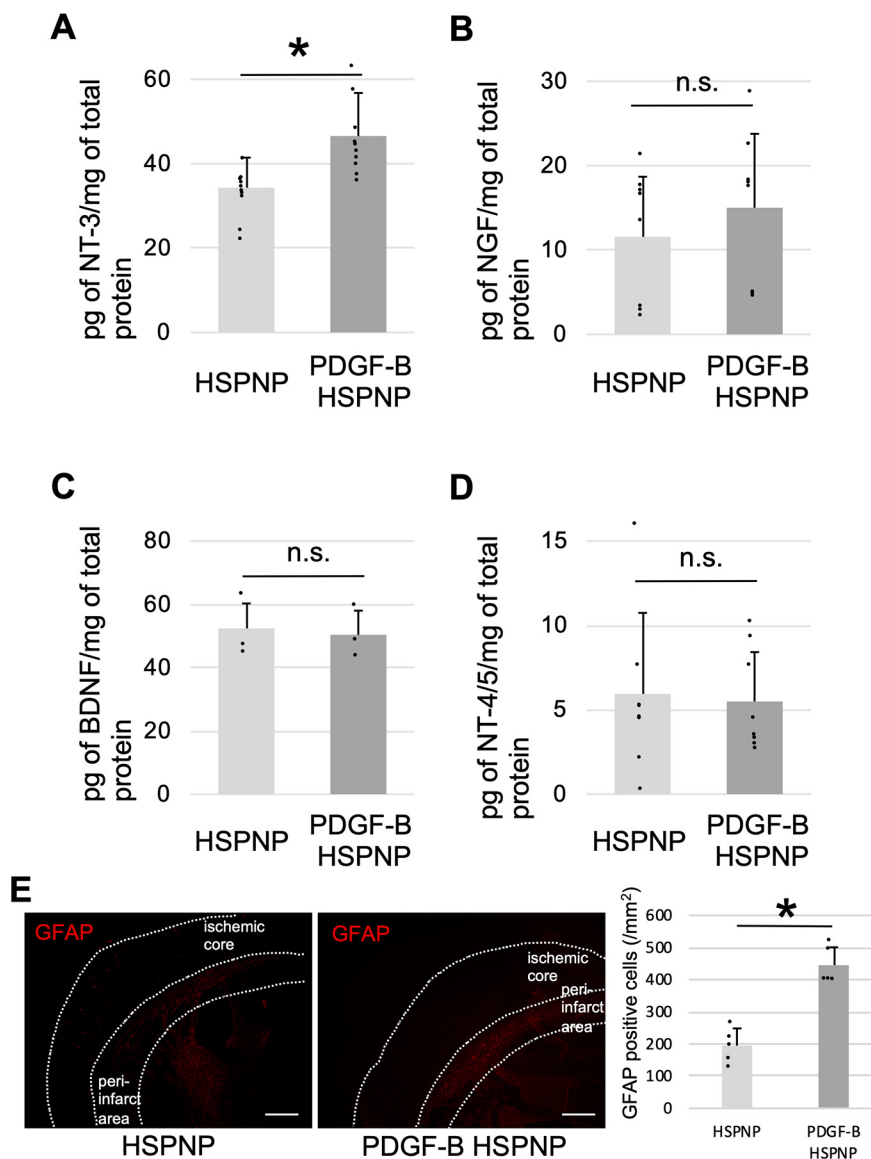 A
*
pg of NT-3/mg of total
protein
60
40
20
0
HSPNP
PDGF-B
HSPNP
B
n.s.
pg of NGF/mg of total
protein
30
20
10
0
HSPNP
PDGF-B
HSPNP
C
n.s.
pg of BDNF/mg of total
protein
80
60
40
20
0
HSPNP
PDGF-B
HSPNP
D
n.s.
pg of NT-4/5/mg of total
protein
15
10
5
0
HSPNP
PDGF-B
HSPNP
E
GFAP
ischemic
core
peri-
infarct
area
HSPNP
GFAP
ischemic
core
peri-
infarct
area
PDGF-B HSPNP
*
GFAP positive cells (/mm²)
600
500
400
300
200
100
0
HSPNP
PDGF-B
HSPNP